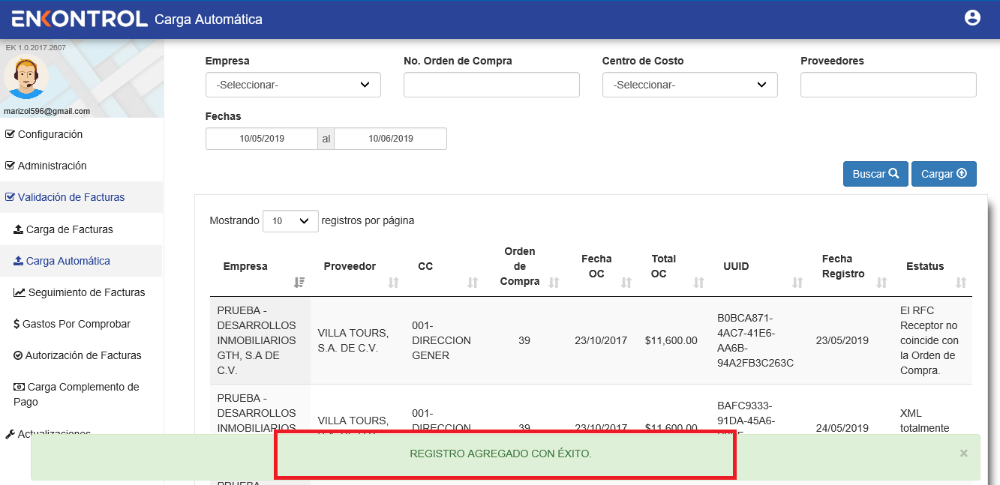 ENKONTROL Carga Automática
EK 1.0.2017.2607
marizol596@gmail.com
Configuración
Administración
Validación de Facturas
Carga de Facturas
Carga Automática
Seguimiento de Facturas
$ Gastos Por Comprobar
Autorización de Facturas
Carga Complemento de
Pago
Actualizaciones
Empresa
-Seleccionar-
No. Orden de Compra
Centro de Costo
-Seleccionar-
Proveedores
Fechas
10/05/2019 al 10/06/2019
Buscar
Cargar
Mostrando 10 registros por página
Empresa
Proveedor
CC
Orden
de
Compra
Fecha
OC
Total
OC
UUID
Fecha
Registro
Estatus
PRUEBA -
DESARROLLOS
INMOBILIARIOS
GTH, S.A DE
C.V.
VILLA TOURS,
S.A. DE C.V.
001-
DIRECCION
GENER
39
23/10/2017
$11,600.00
B0BCA871-
4AC7-41E6-
AA6B-
94A2FB3C263C
23/05/2019
El RFC
Receptor no
coincide con
la Orden de
Compra.
PRUEBA -
DESARROLLOS
INMOBILIARIOS
VILLA TOURS,
001-
DIRECCION
39
23/10/2017
$11,600.00
BAFC9333-
91DA-45A6-
24/05/2019
XML
totalmente
REGISTRO AGREGADO CON ÉXITO.
×
PRUEBA